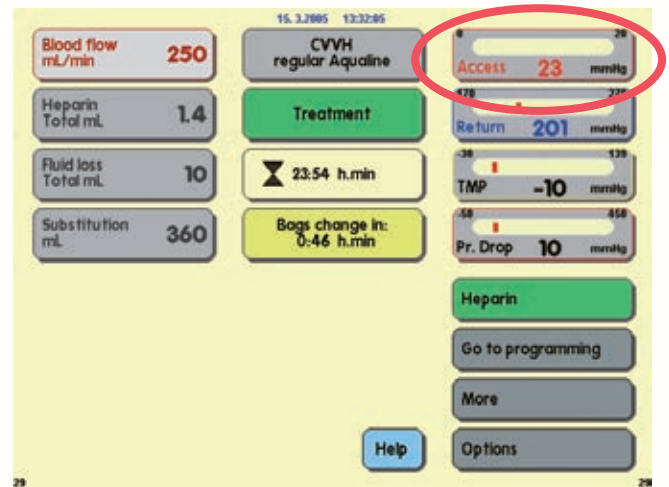 15. 3.2005 13:32:05
Blood flow
mL/min 250
Heparin
Total mL 1.4
Fluid loss
Total mL 10
Substitution
mL 360
CVVH
regular Aqualine
Treatment
23:54 h.min
Bags change in:
0:46 h.min
Help
0 20
Access 23 mmHg
170 270
Return 201 mmHg
-30 139
TMP -10 mmHg
-50 450
Pr. Drop 10 mmHg
Heparin
Go to programming
More
Options
29 29